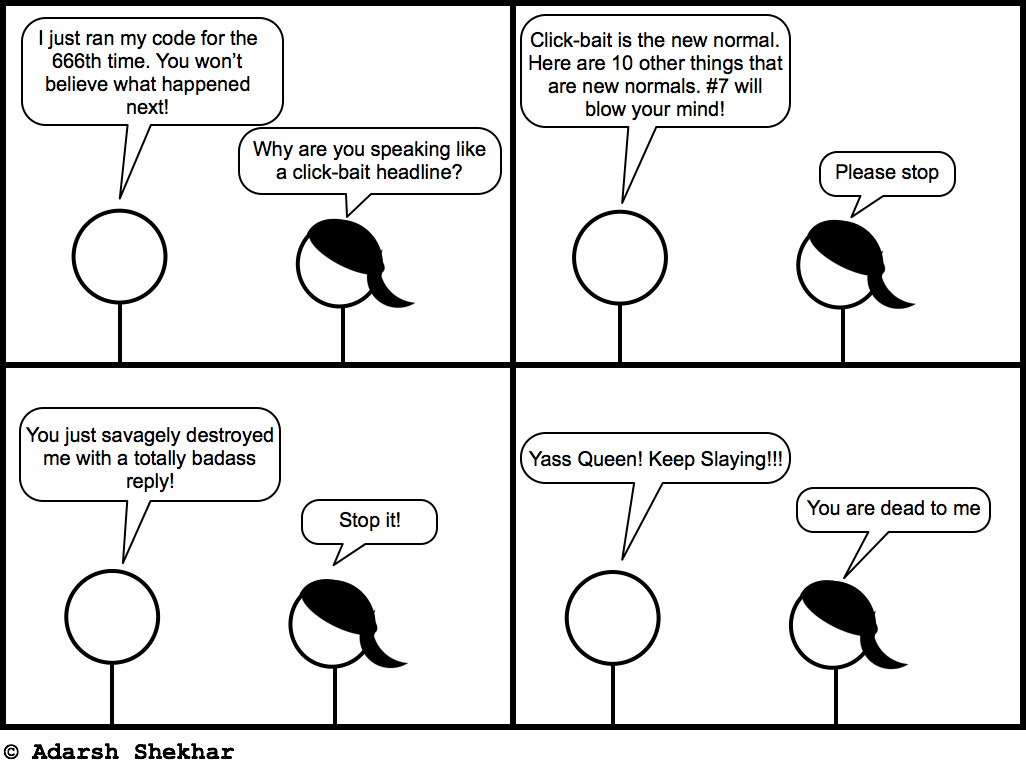 I just ran my code for the
666th time. You won’t
believe what happened
next!
Why are you speaking like
a click-bait headline?
Click-bait is the new normal.
Here are 10 other things that
are new normals. #7 will
blow your mind!
Please stop
You just savagely destroyed
me with a totally badass
reply!
Stop it!
Yass Queen! Keep Slaying!!!
You are dead to me
© Adarsh Shekhar